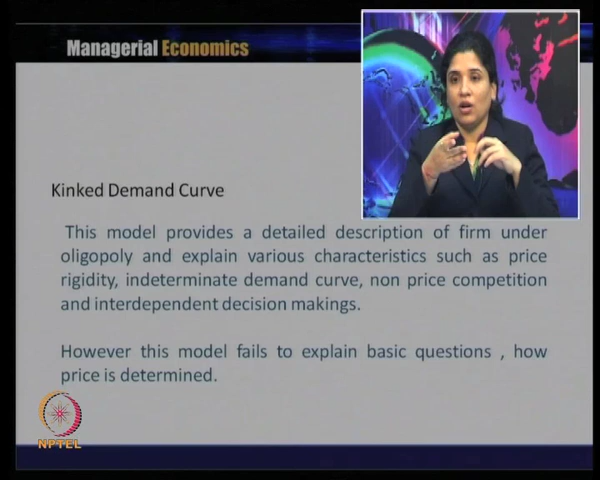 Managerial Economics
Kinked Demand Curve
This model provides a detailed description of firm under
oligopoly and explain various characteristics such as price
rigidity, indeterminate demand curve, non price competition
and interdependent decision makings.
However this model fails to explain basic questions , how
price is determined.
NPTEL